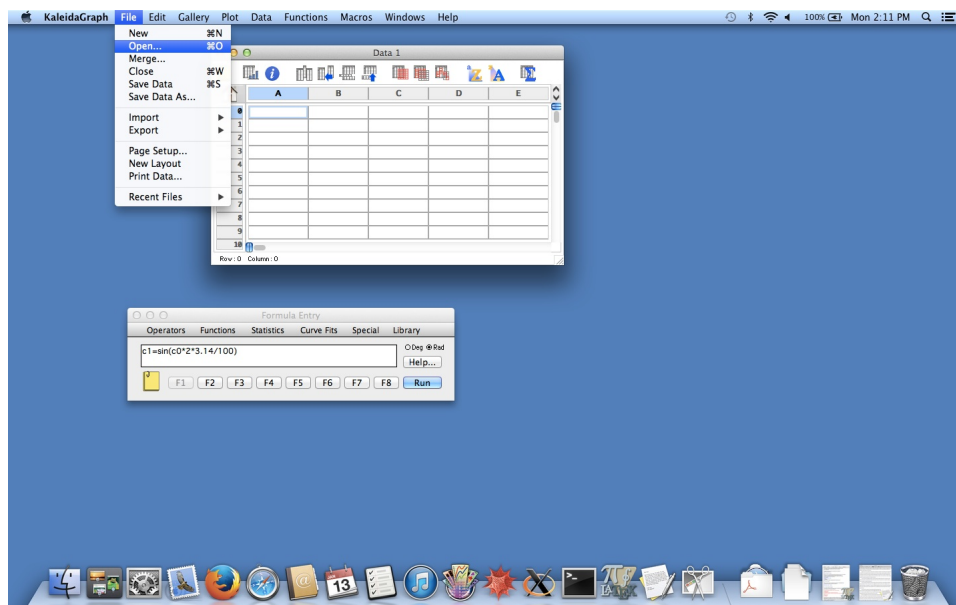 KaleidaGraph File Edit Gallery Plot Data Functions Macros Windows Help 100% Mon 2:11 PM
New ⌘N
Open... ⌘O
Merge...
Close ⌘W
Save Data ⌘S
Save Data As...
Import
Export
Page Setup...
New Layout
Print Data...
Recent Files
Data 1
A B C D E
0
1
2
3
4
5
6
7
8
9
10
Row: 0 Column: 0
Formula Entry
Operators Functions Statistics Curve Fits Special Library
c1=sin(c0*2*3.14/100)
Deg Rad
Help...
F1 F2 F3 F4 F5 F6 F7 F8 Run
13